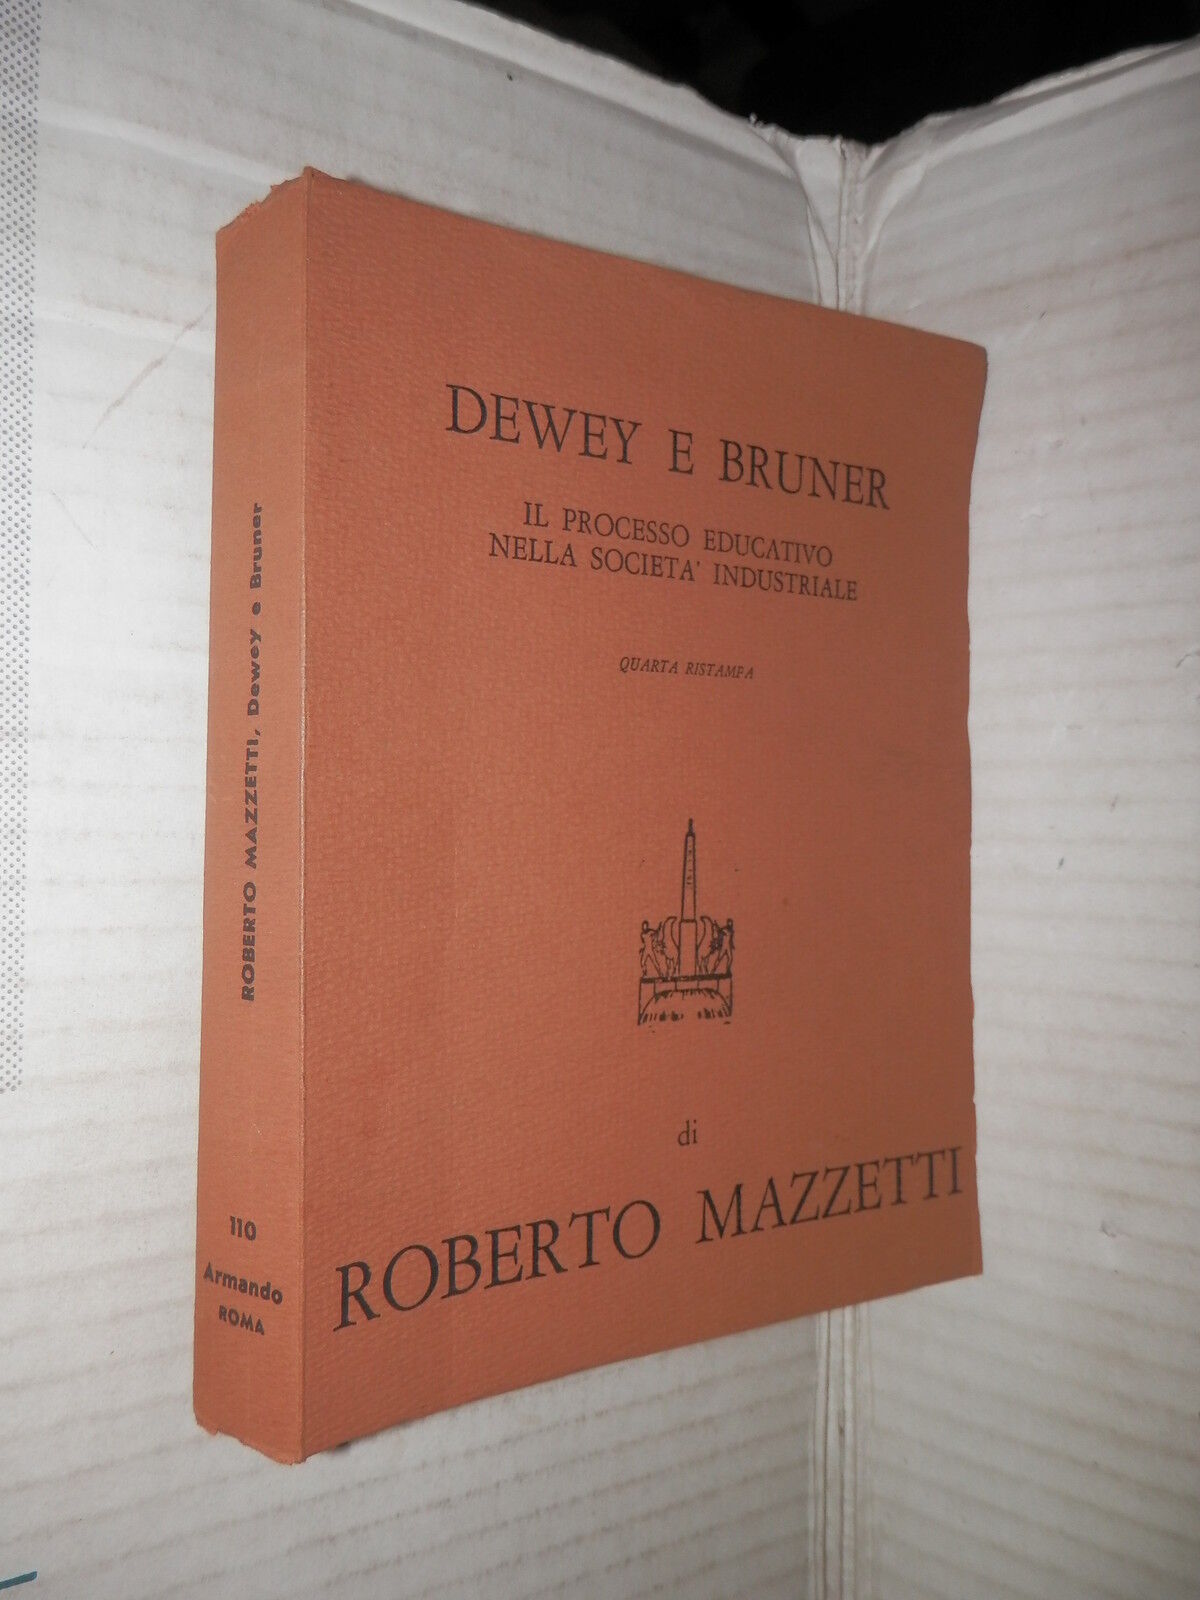 DEWEY E BRUNER
IL PROCESSO EDUCATIVO
NELLA SOCIETA' INDUSTRIALE
QUARTA RISTAMPA
di
ROBERTO MAZZETTI
ROBERTO MAZZETTI, Dewey e Bruner
110
Armando
ROMA